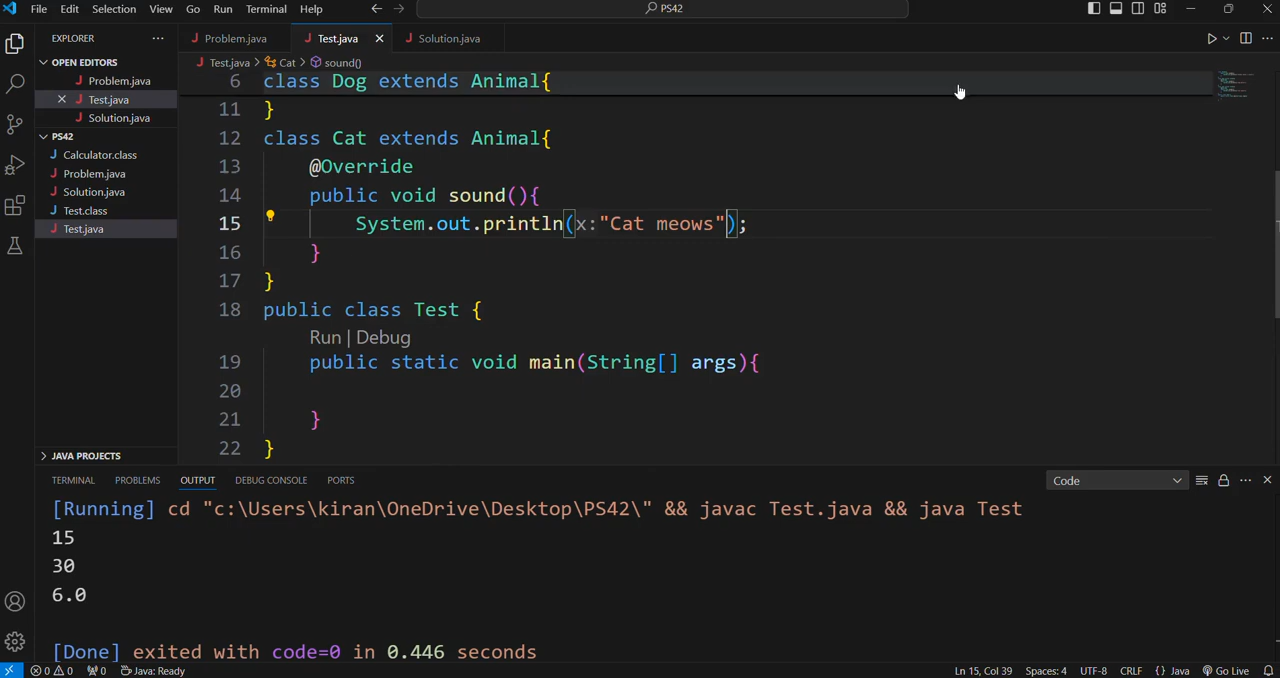 File Edit Selection View Go Run Terminal Help PS42
EXPLORER
Problem.java Test.java Solution.java
OPEN EDITORS
Problem.java
Test.java
Solution.java
PS42
Calculator.class
Problem.java
Solution.java
Test.class
Test.java
JAVA PROJECTS
Test.java > Cat > sound()
6 class Dog extends Animal{
11 }
12 class Cat extends Animal{
13 @Override
14 public void sound(){
15 System.out.println(x:"Cat meows");
16 }
17 }
18 public class Test {
Run | Debug
19 public static void main(String[] args){
20
21 }
22 }
TERMINAL PROBLEMS OUTPUT DEBUG CONSOLE PORTS Code
[Running] cd "c:\Users\kiran\OneDrive\Desktop\PS42\" && javac Test.java && java Test
15
30
6.0
[Done] exited with code=0 in 0.446 seconds
0 0 0 Java: Ready Ln 15, Col 39 Spaces: 4 UTF-8 CRLF {} Java Go Live